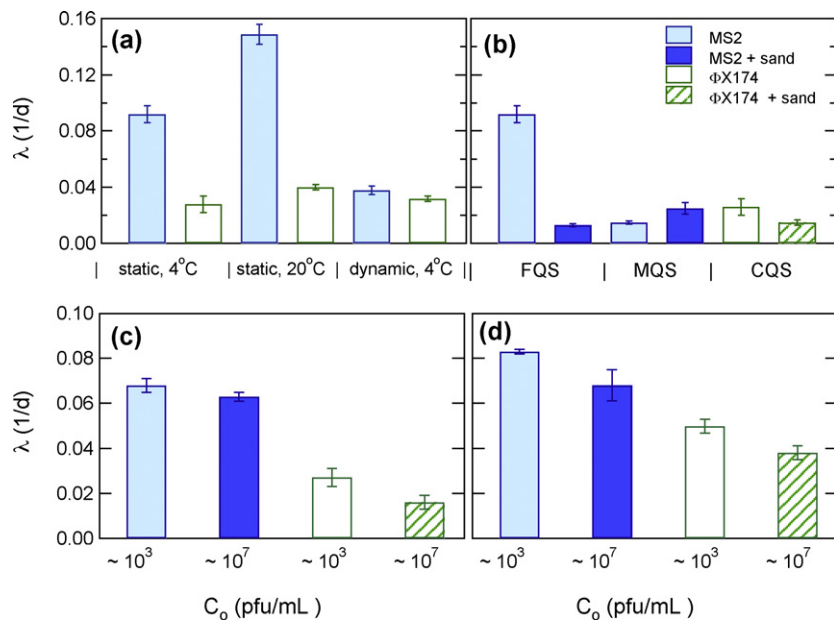 0.16
0.12
0.08
0.04
0.00
λ (1/d)
(a)
(b)
MS2
MS2 + sand
ΦX174
ΦX174 + sand
| static, 4°C | static, 20°C | dynamic, 4°C || FQS | MQS | CQS |
0.10
0.08
0.06
0.04
0.02
0.00
λ (1/d)
(c)
(d)
~ 10³ ~ 10⁷ ~ 10³ ~ 10⁷ ~ 10³ ~ 10⁷ ~ 10³ ~ 10⁷
Cₒ (pfu/mL ) Cₒ (pfu/mL )